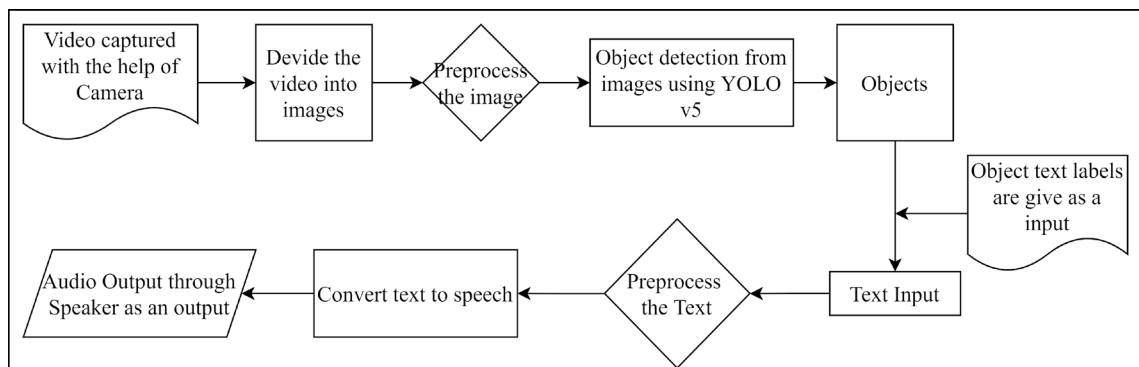 Video captured
with the help of
Camera
Devide the
video into
images
Preprocess
the image
Object detection from
images using YOLO
v5
Objects
Object text labels
are give as a
input
Text Input
Preprocess
the Text
Convert text to speech
Audio Output through
Speaker as an output